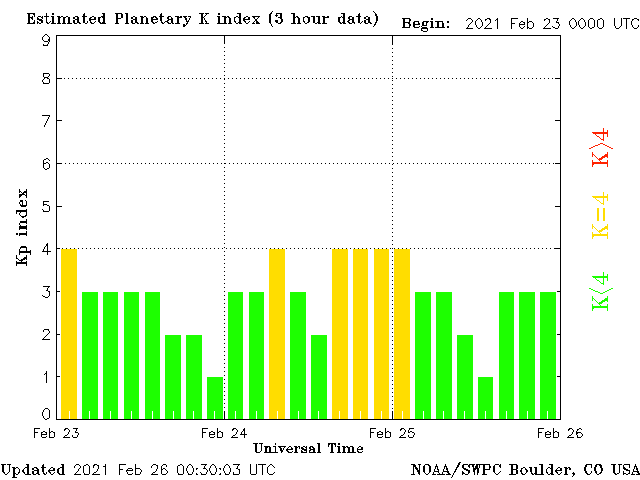 Estimated Planetary K index (3 hour data)
Begin: 2021 Feb 23 0000 UTC
9
8
7
6
5
4
3
2
1
0
Kp index
K>4
K=4
K<4
Feb 23
Feb 24
Feb 25
Feb 26
Universal Time
Updated 2021 Feb 26 00:30:03 UTC
NOAA/SWPC Boulder, CO USA